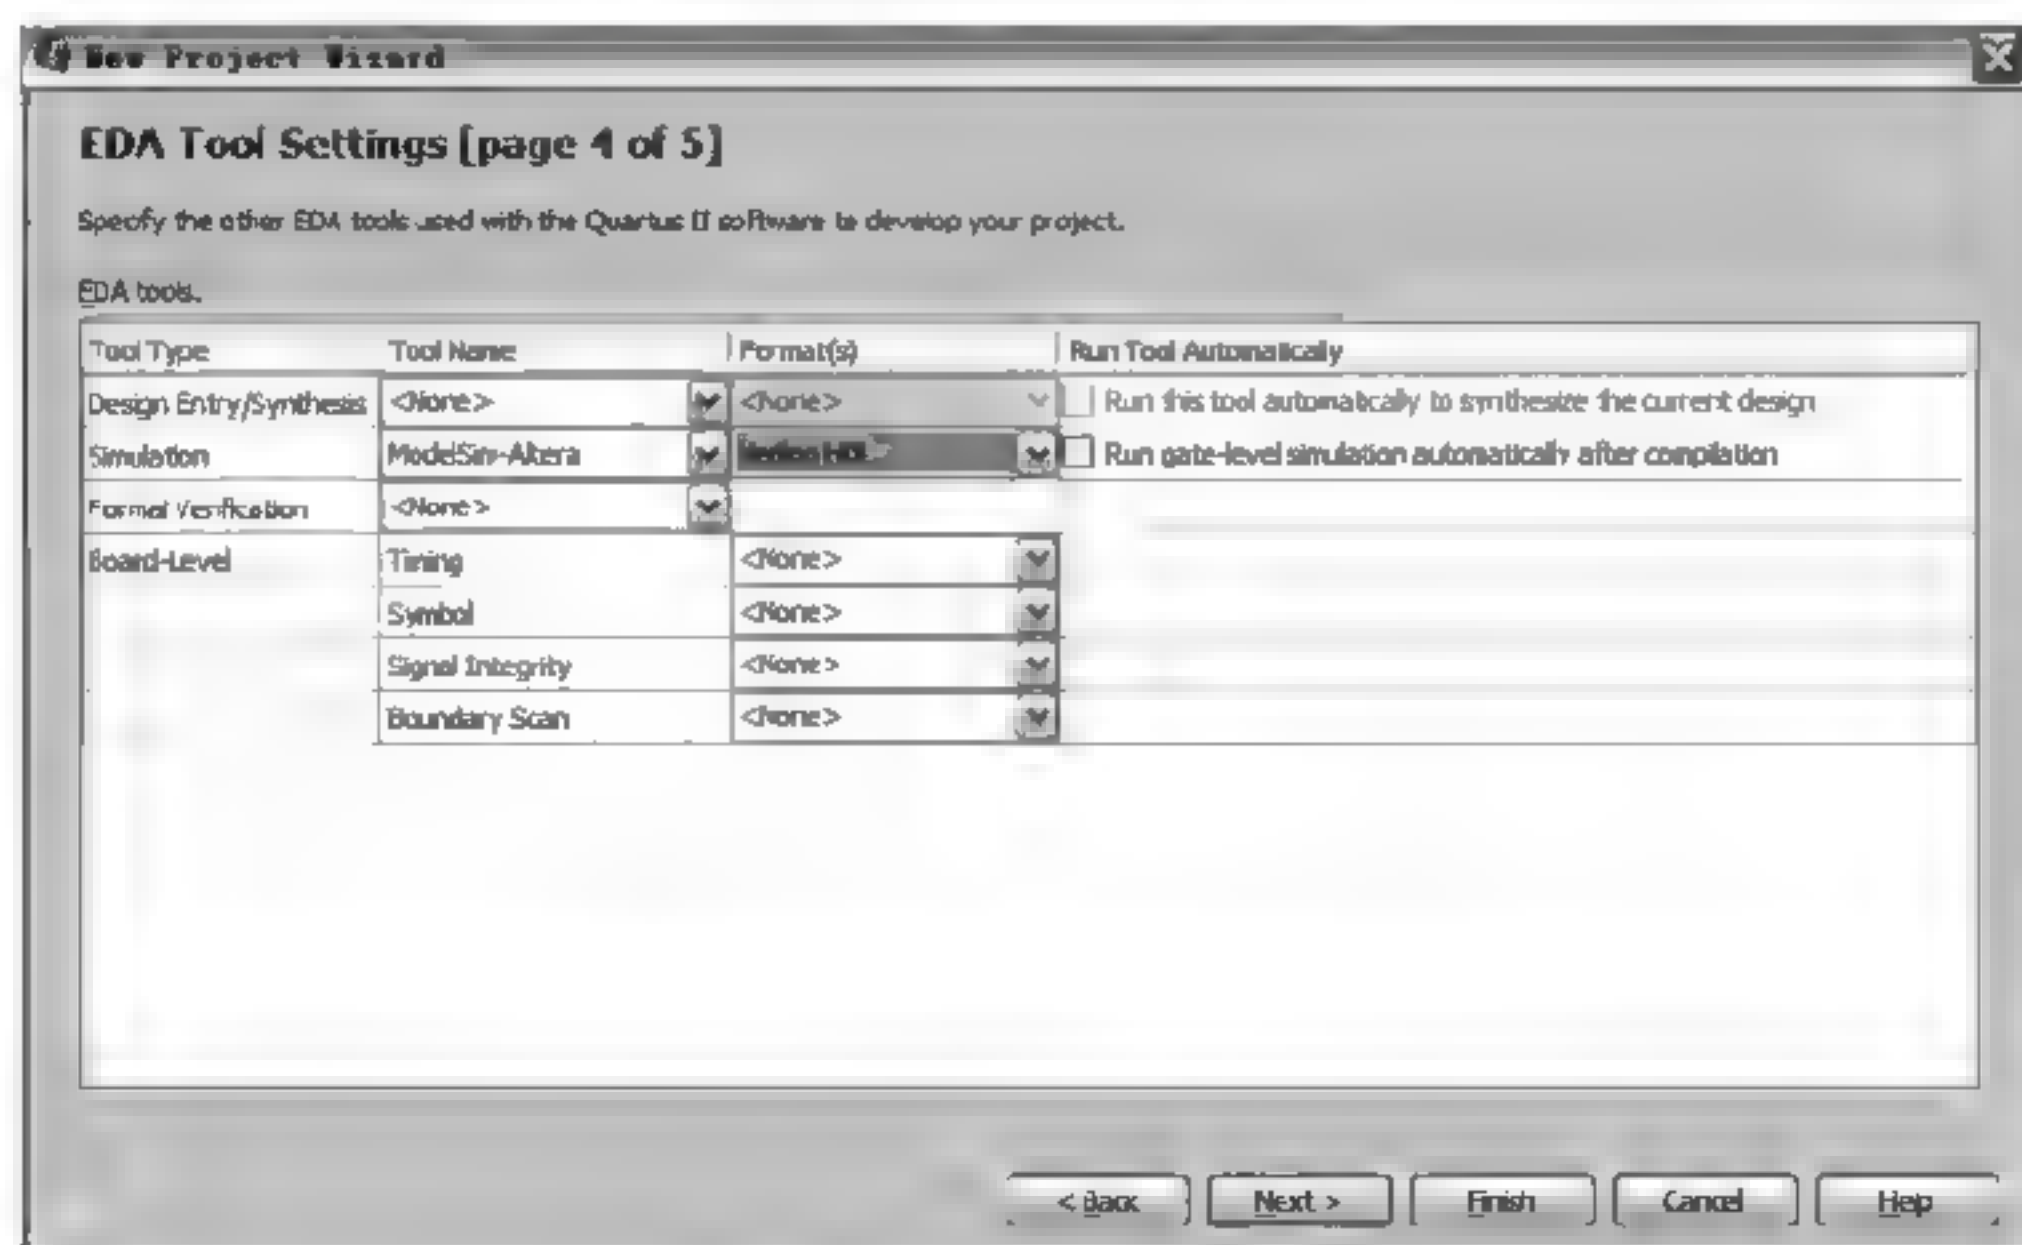 New Project Wizard
EDA Tool Settings [page 4 of 5]
Specify the other EDA tools used with the Quartus II software to develop your project.
EDA tools:
Tool Type Tool Name Format(s) Run Tool Automatically
Design Entry/Synthesis <None> <None> Run this tool automatically to synthesize the current design
Simulation ModelSim-Altera Run gate-level simulation automatically after compilation
Formal Verification <None>
Board-Level Timing <None>
Symbol <None>
Signal Integrity <None>
Boundary Scan <None>
< Back Next > Finish Cancel Help